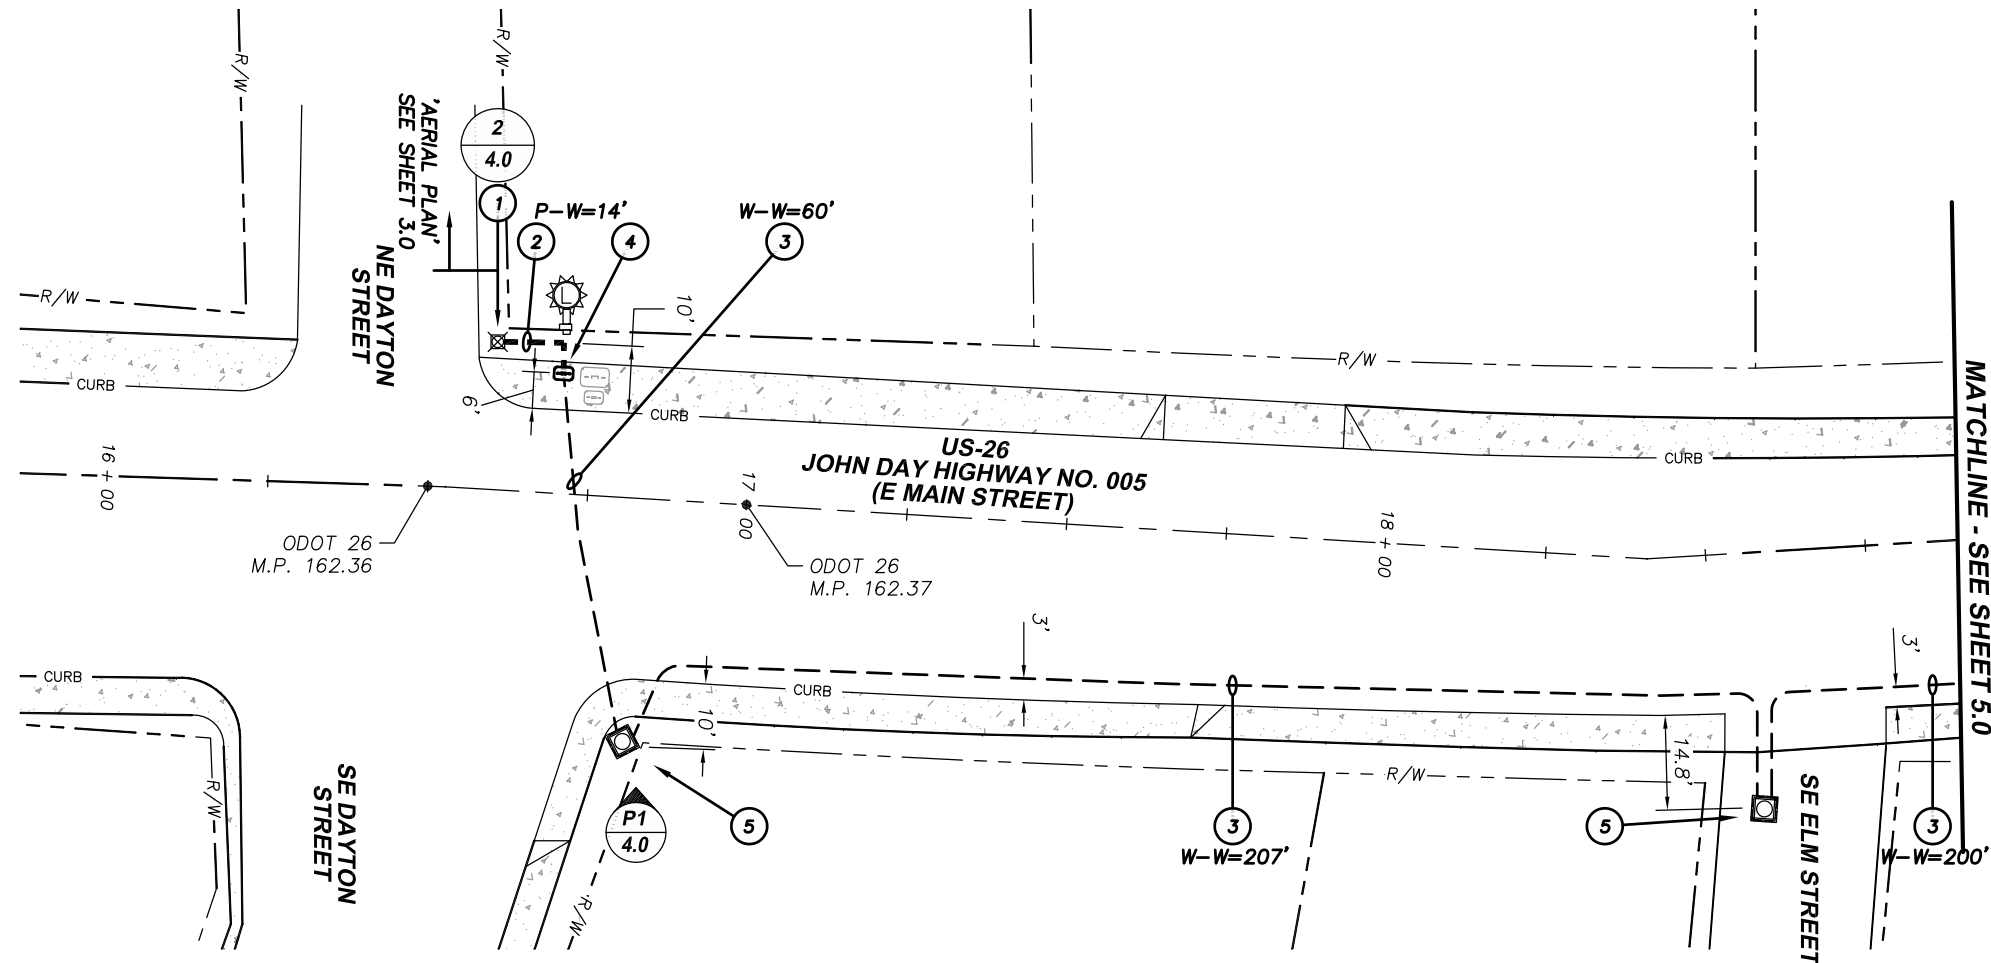 R/W
R/W
'AERIAL PLAN'
SEE SHEET 3.0
2
4.0
1
P-W=14'
2
4
W-W=60'
3
NE DAYTON
STREET
R/W
L
10'
R/W
CURB
6'
CURB
US-26
JOHN DAY HIGHWAY NO. 005
(E MAIN STREET)
CURB
MATCHLINE - SEE SHEET 5.0
16+00
17 00
18+00
ODOT 26
M.P. 162.36
ODOT 26
M.P. 162.37
3'
3'
CURB
CURB
10'
14.8'
R/W
R/W
SE DAYTON
STREET
P1
4.0
5
3
W-W=207'
5
SE ELM STREET
3
W-W=200'
R/W